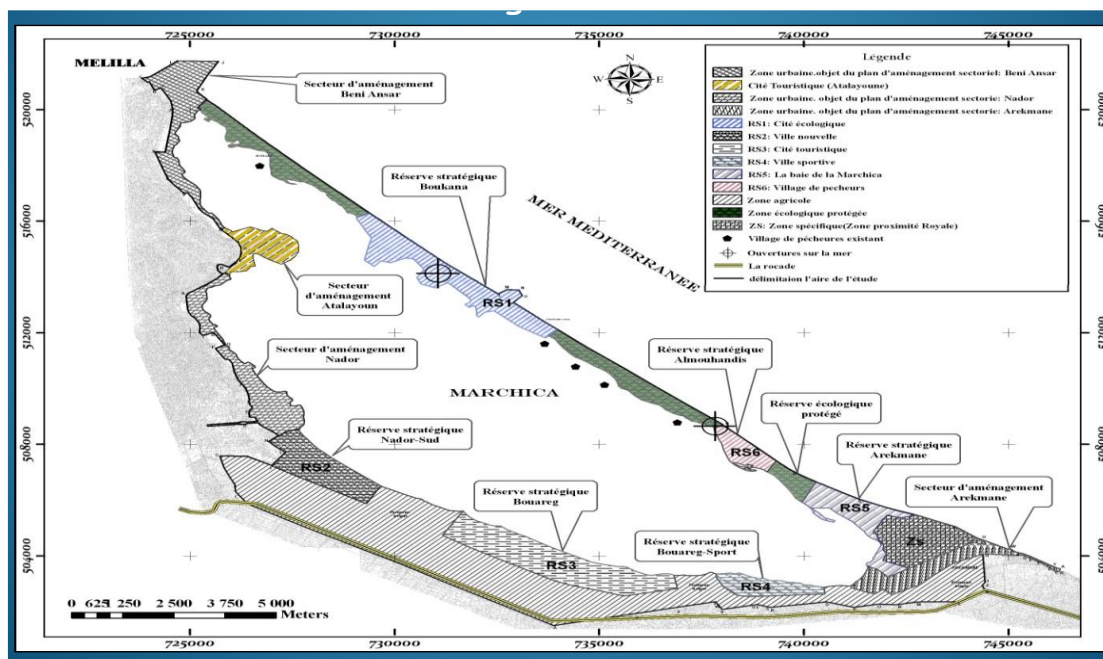 g
725000 730000 735000 740000 745000
MELILLA
Secteur d'aménagement
Beni Ansar
N
W E
S
Légende
Zone urbaine.objet du plan d'aménagement sectoriel: Beni Ansar
Cité Touristique (Atalayoune)
Zone urbaine. objet du plan d'aménagement sectorie: Nador
Zone urbaine. objet du plan d'aménagement sectorie: Arekmane
RS1: Cité écologique
RS2: Ville nouvelle
RS3: Cité touristique
RS4: Ville sportive
RS5: La baie de la Marchica
RS6: Village de pecheurs
Zone agricole
Zone écologique protégée
ZS: Zone spécifique(Zone proximité Royale)
Village de pécheures existant
Ouvertures sur la mer
La rocade
délimitaion l'aire de l'étude
520000
516000
512000
508000
504000
Réserve stratégique
Boukana
MER MEDITERRANEE
RS1
Secteur
d'aménagement
Atalayoun
Secteur d'aménagement
Nador
MARCHICA
Réserve stratégique
Almouhandis
Réserve écologique
protégé
Réserve stratégique
Nador-Sud
RS6
Réserve stratégique
Arekmane
RS2
Réserve stratégique
Bouareg
Secteur d'aménagement
Arekmane
RS5
Zs
Réserve stratégique
Bouareg-Sport
RS3
RS4
0 625 1 250 2 500 3 750 5 000
Meters
725000 730000 735000 740000 745000